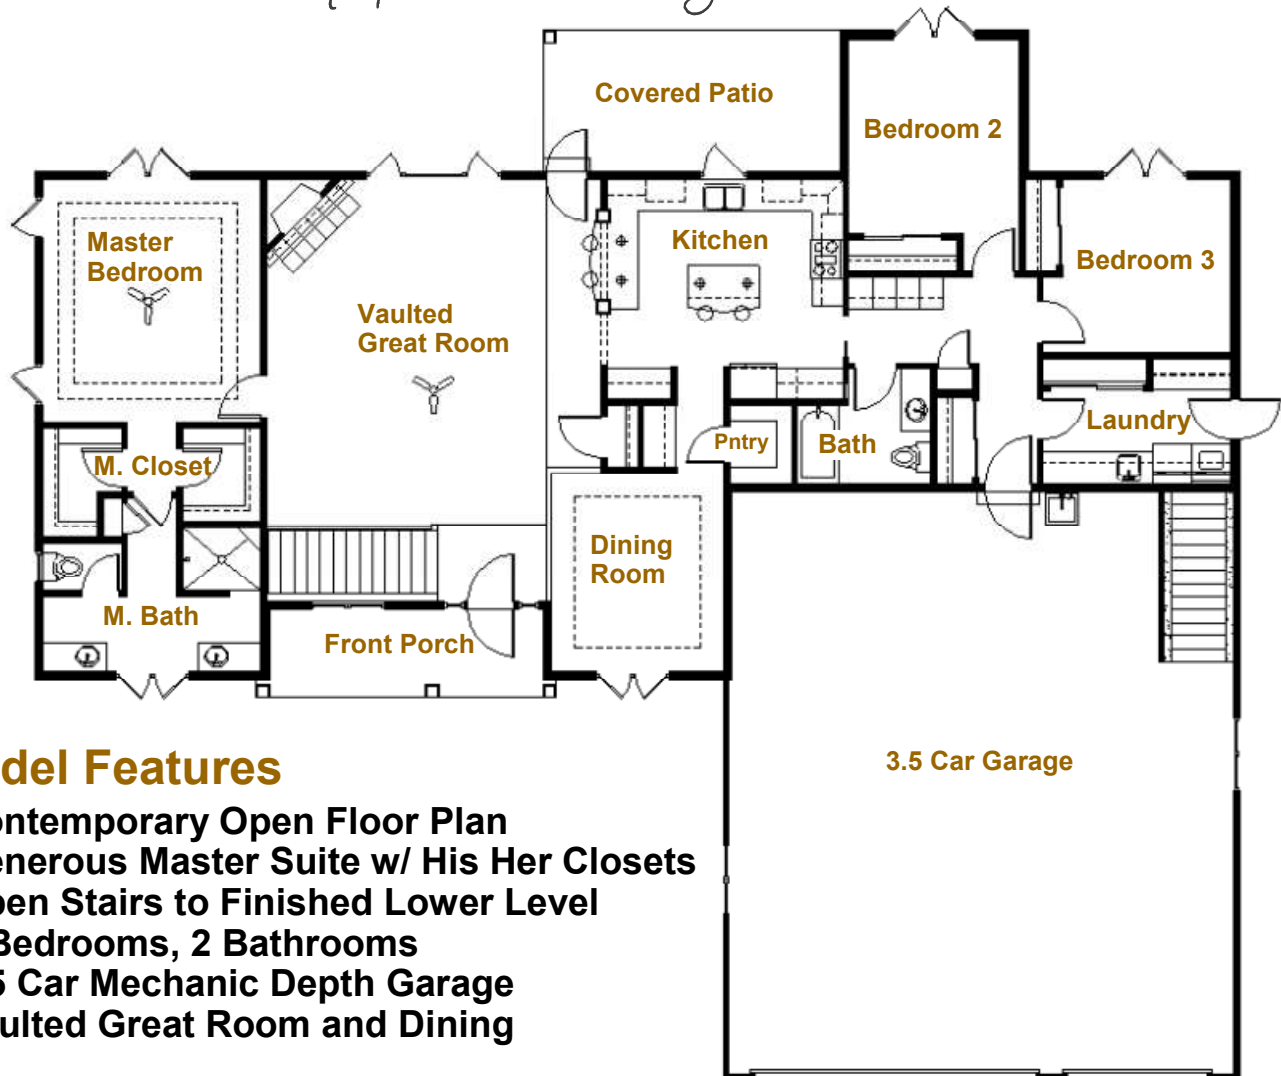 Covered Patio
Bedroom 2
Master
Bedroom
Kitchen
Bedroom 3
Vaulted
Great Room
M. Closet
Pntry
Bath
Laundry
Dining
Room
M. Bath
Front Porch
3.5 Car Garage
del Features
ontemporary Open Floor Plan
enerous Master Suite w/ His Her Closets
pen Stairs to Finished Lower Level
Bedrooms, 2 Bathrooms
5 Car Mechanic Depth Garage
ulted Great Room and Dining